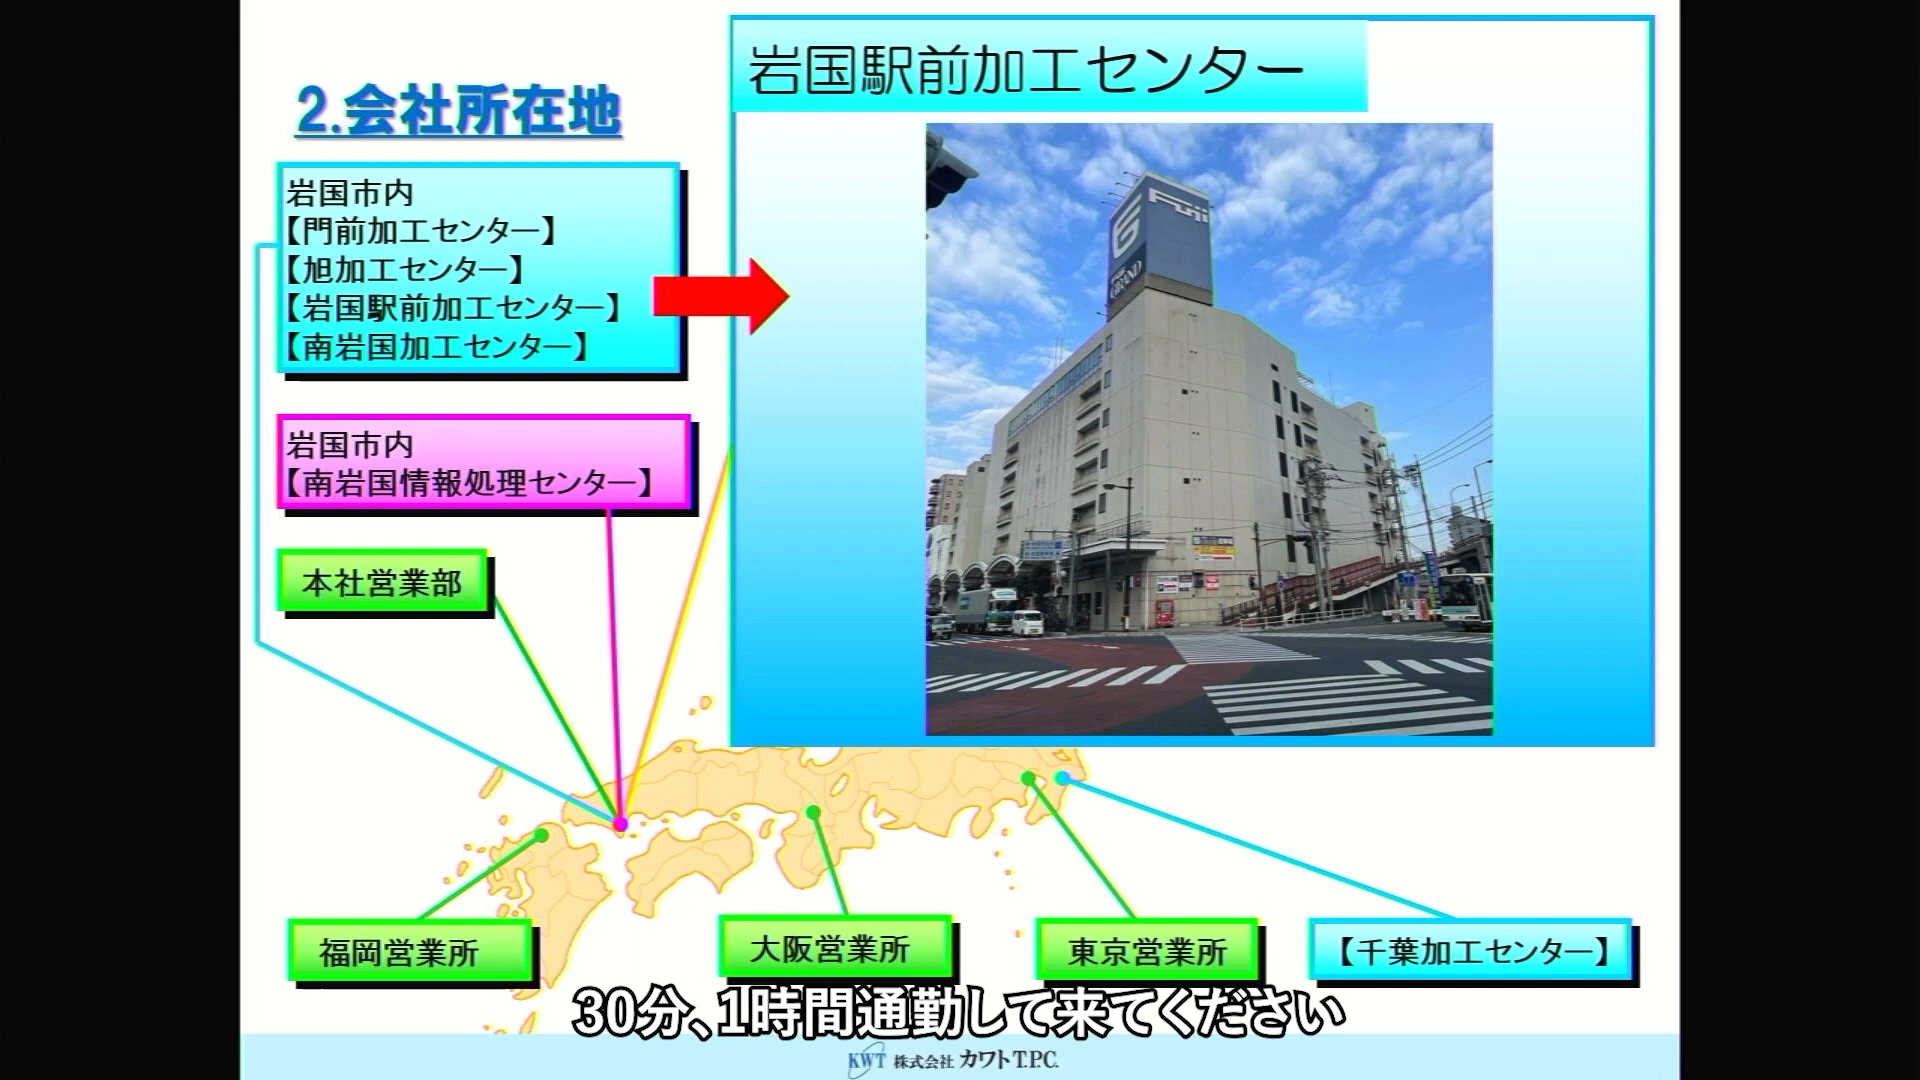 2.会社所在地
岩国市内
【門前加工センター】
【旭加工センター】
【岩国駅前加工センター】
【南岩国加工センター】
岩国市内
【南岩国情報処理センター】
本社営業部
岩国駅前加工センター
Fuji
G
GRAND
福岡営業所
大阪営業所
東京営業所
【千葉加工センター】
30分、1時間通勤して来てください
KWT 株式会社 カワトT.P.C.